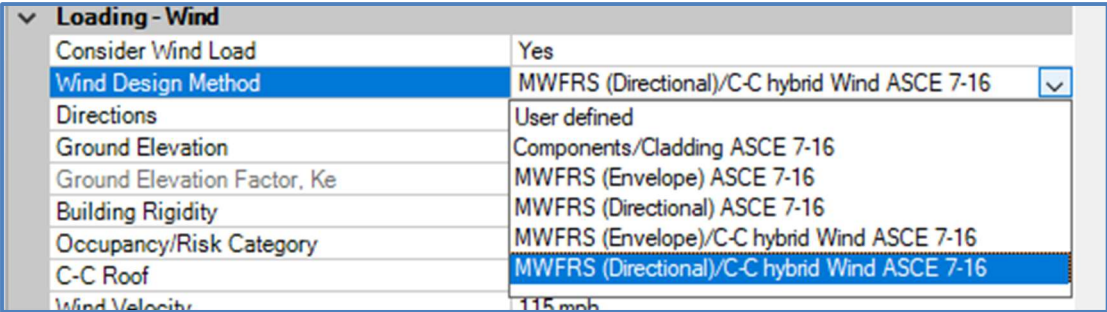 Loading - Wind
Consider Wind Load Yes
Wind Design Method MWFRS (Directional)/C-C hybrid Wind ASCE 7-16
Directions User defined
Ground Elevation Components/Cladding ASCE 7-16
Ground Elevation Factor, Ke MWFRS (Envelope) ASCE 7-16
Building Rigidity MWFRS (Directional) ASCE 7-16
Occupancy/Risk Category MWFRS (Envelope)/C-C hybrid Wind ASCE 7-16
C-C Roof MWFRS (Directional)/C-C hybrid Wind ASCE 7-16
Wind Velocity 115 mph